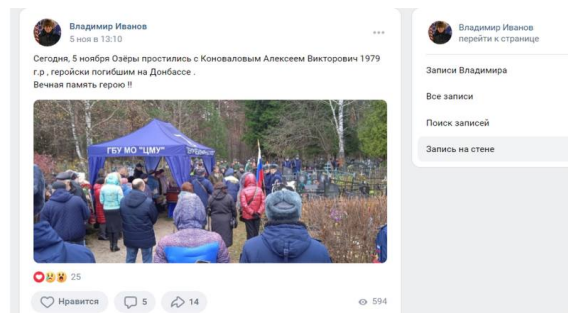 Владимир Иванов
5 ноя в 13:10
Сегодня, 5 ноября Озёры простились с Коноваловым Алексеем Викторович 1979
г.р , геройски погибшим на Донбассе .
Вечная память герою !!
ГБУ МО "ЦМУ"
25
Нравится
5
14
594
Владимир Иванов
перейти к странице
Записи Владимира
Все записи
Поиск записей
Запись на стене